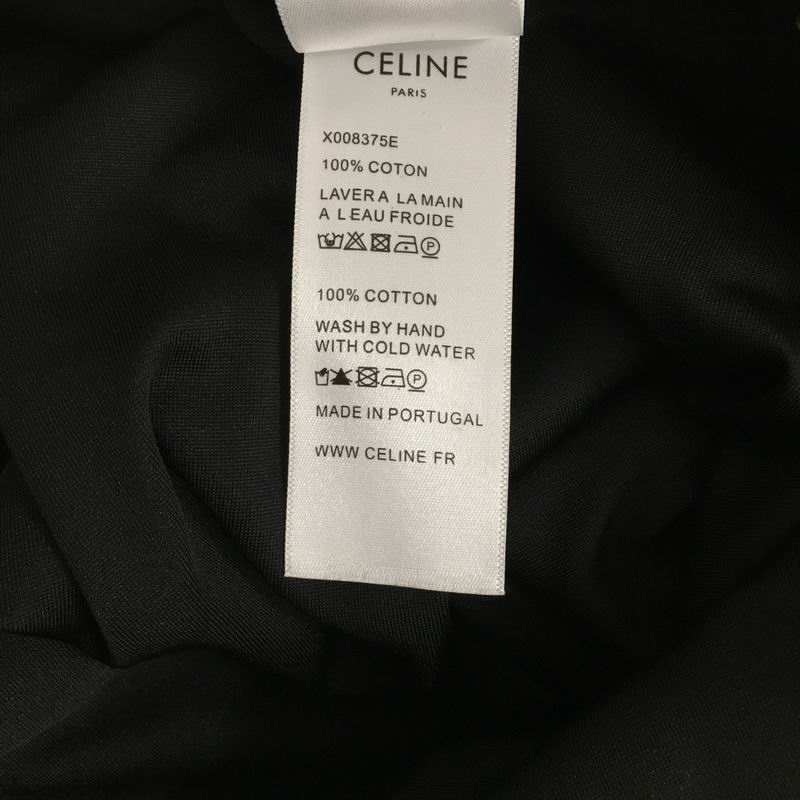 CELINE
PARIS
X008375E
100% COTON
LAVER A LA MAIN
A L EAU FROIDE
P
100% COTTON
WASH BY HAND
WITH COLD WATER
P
MADE IN PORTUGAL
WWW CELINE FR